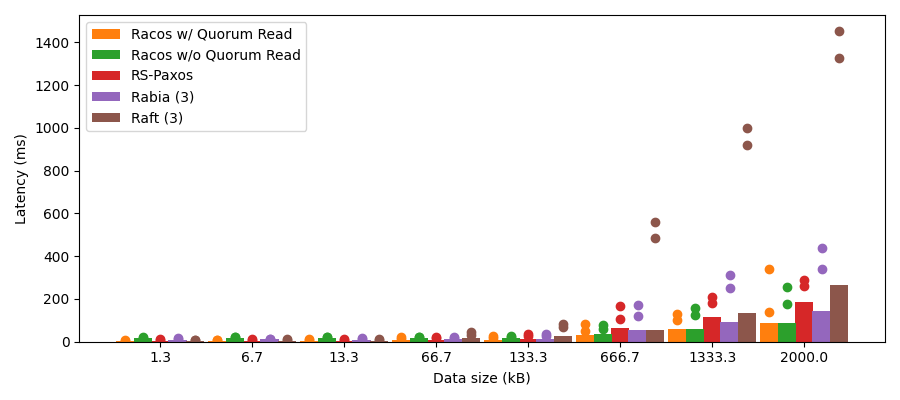 Racos w/ Quorum Read
Racos w/o Quorum Read
RS-Paxos
Rabia (3)
Raft (3)
Latency (ms)
1400
1200
1000
800
600
400
200
0
1.3
6.7
13.3
66.7
133.3
666.7
1333.3
2000.0
Data size (kB)